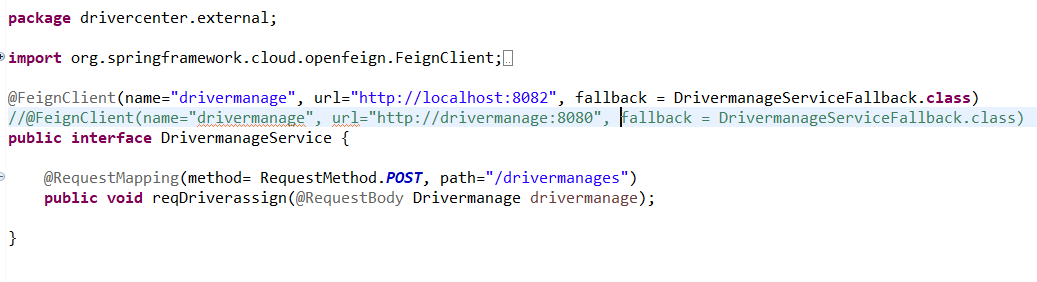 package drivercenter.external;
import org.springframework.cloud.openfeign.FeignClient;
@FeignClient(name="drivermanage", url="http://localhost:8082", fallback = DrivermanageServiceFallback.class)
//@FeignClient(name="drivermanage", url="http://drivermanage:8080", fallback = DrivermanageServiceFallback.class)
public interface DrivermanageService {
@RequestMapping(method= RequestMethod.POST, path="/drivermanages")
public void reqDriverassign(@RequestBody Drivermanage drivermanage);
}